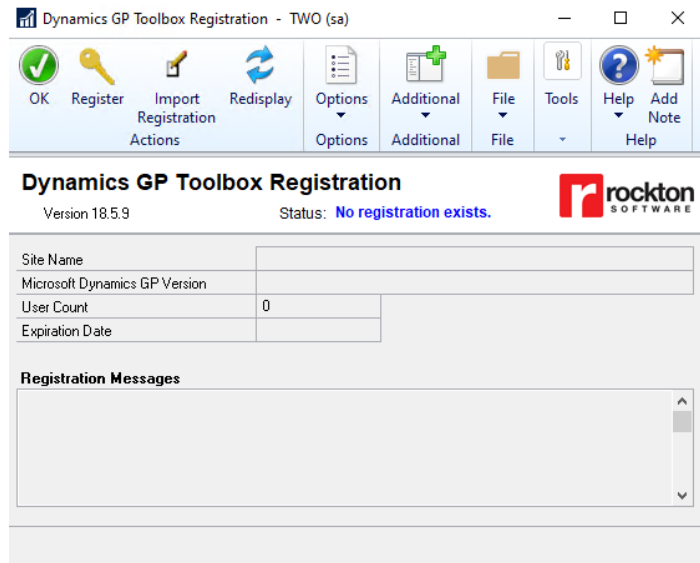 Dynamics GP Toolbox Registration - TWO (sa)
OK Register Import Registration Redisplay Options Additional File Tools Help Add Note
Actions Options Additional File Help
Dynamics GP Toolbox Registration
rockton SOFTWARE
Version 18.5.9 Status: No registration exists.
Site Name
Microsoft Dynamics GP Version
User Count 0
Expiration Date
Registration Messages